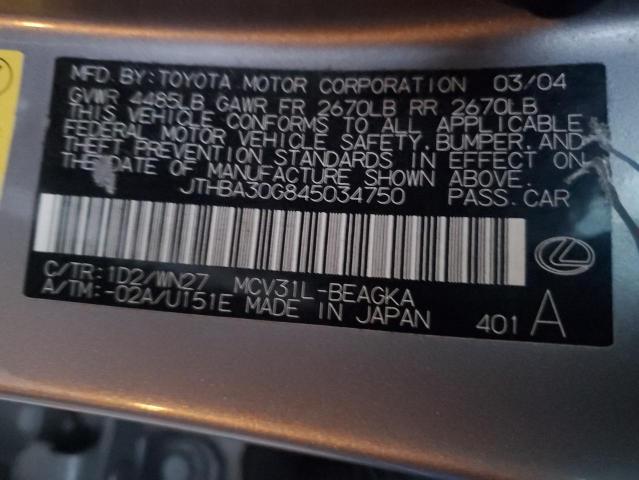 MFD. BY: TOYOTA MOTOR CORPORATION 03/04
GVWR 4485LB GAWR FR 2670LB RR 2670LB
THIS VEHICLE CONFORMS TO ALL APPLICABLE
FEDERAL MOTOR VEHICLE SAFETY, BUMPER, AND
THEFT PREVENTION STANDARDS IN EFFECT ON
THE DATE OF MANUFACTURE SHOWN ABOVE.
JTHBA30G845034750 PASS. CAR
C/TR: 1D2/WN27 MCV31L-BEAGKA
A/TM: -02A/U151E MADE IN JAPAN 401 A